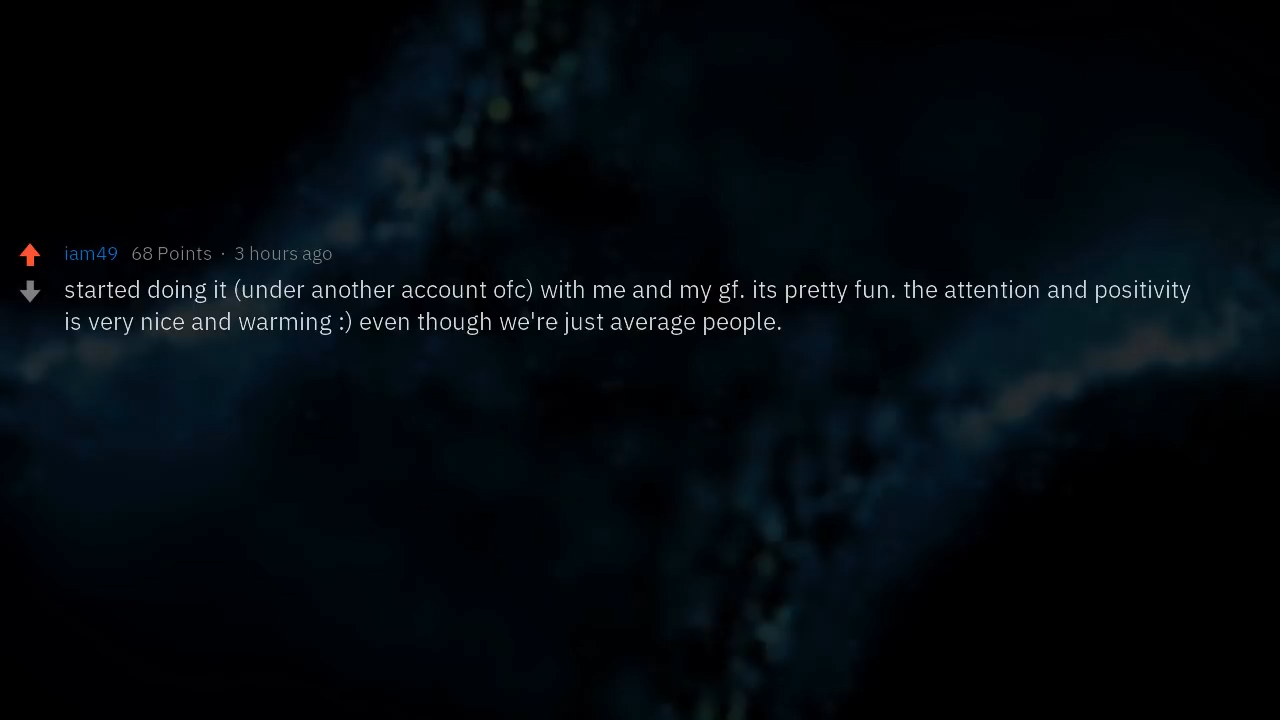 iam49 68 Points · 3 hours ago
started doing it (under another account ofc) with me and my gf. its pretty fun. the attention and positivity
is very nice and warming :) even though we're just average people.